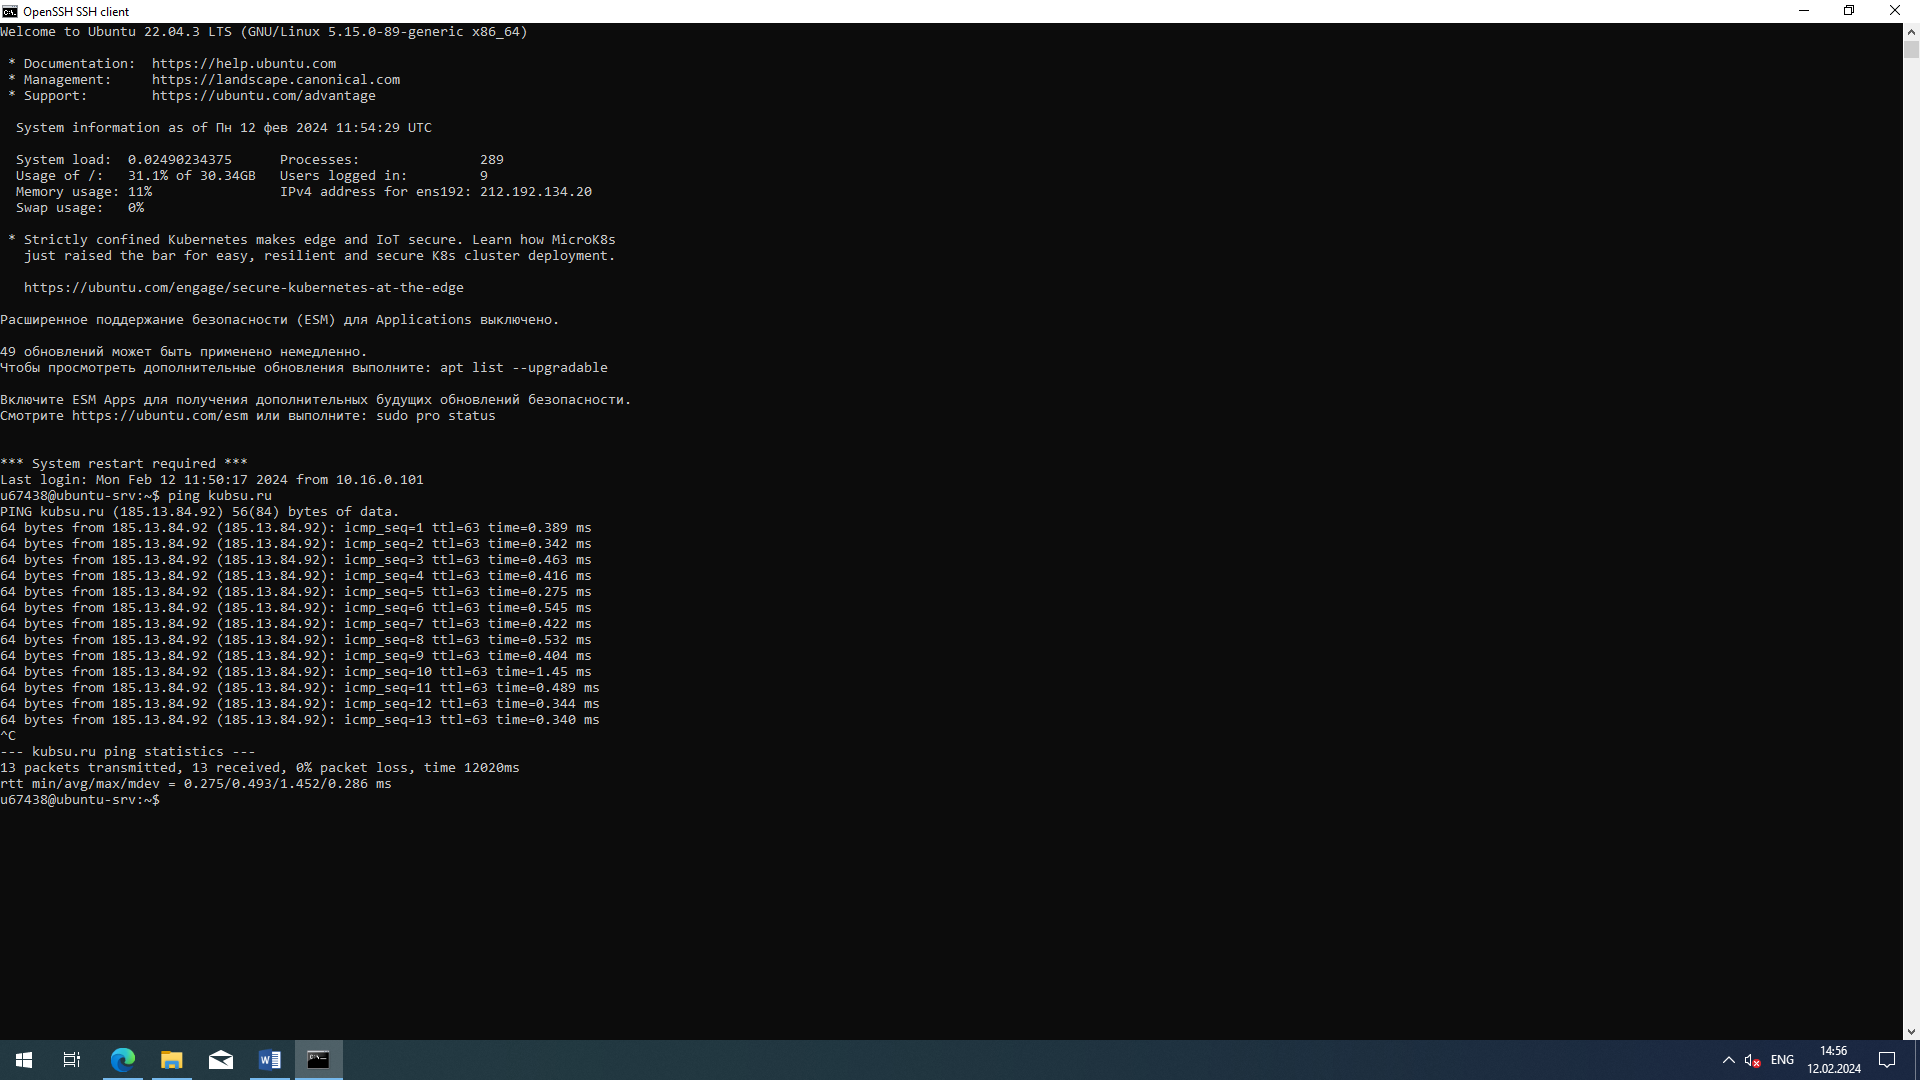 OpenSSH SSH client
Welcome to Ubuntu 22.04.3 LTS (GNU/Linux 5.15.0-89-generic x86_64)
* Documentation:  https://help.ubuntu.com
* Management:     https://landscape.canonical.com
* Support:        https://ubuntu.com/advantage
System information as of Пн 12 фев 2024 11:54:29 UTC
System load:  0.02490234375      Processes:               289
Usage of /:   31.1% of 30.34GB   Users logged in:         9
Memory usage: 11%                IPv4 address for ens192: 212.192.134.20
Swap usage:   0%
* Strictly confined Kubernetes makes edge and IoT secure. Learn how MicroK8s
just raised the bar for easy, resilient and secure K8s cluster deployment.
https://ubuntu.com/engage/secure-kubernetes-at-the-edge
Расширенное поддержание безопасности (ESM) для Applications выключено.
49 обновлений может быть применено немедленно.
Чтобы просмотреть дополнительные обновления выполните: apt list --upgradable
Включите ESM Apps для получения дополнительных будущих обновлений безопасности.
Смотрите https://ubuntu.com/esm или выполните: sudo pro status
*** System restart required ***
Last login: Mon Feb 12 11:50:17 2024 from 10.16.0.101
u67438@ubuntu-srv:~$ ping kubsu.ru
PING kubsu.ru (185.13.84.92) 56(84) bytes of data.
64 bytes from 185.13.84.92 (185.13.84.92): icmp_seq=1 ttl=63 time=0.389 ms
64 bytes from 185.13.84.92 (185.13.84.92): icmp_seq=2 ttl=63 time=0.342 ms
64 bytes from 185.13.84.92 (185.13.84.92): icmp_seq=3 ttl=63 time=0.463 ms
64 bytes from 185.13.84.92 (185.13.84.92): icmp_seq=4 ttl=63 time=0.416 ms
64 bytes from 185.13.84.92 (185.13.84.92): icmp_seq=5 ttl=63 time=0.275 ms
64 bytes from 185.13.84.92 (185.13.84.92): icmp_seq=6 ttl=63 time=0.545 ms
64 bytes from 185.13.84.92 (185.13.84.92): icmp_seq=7 ttl=63 time=0.422 ms
64 bytes from 185.13.84.92 (185.13.84.92): icmp_seq=8 ttl=63 time=0.532 ms
64 bytes from 185.13.84.92 (185.13.84.92): icmp_seq=9 ttl=63 time=0.404 ms
64 bytes from 185.13.84.92 (185.13.84.92): icmp_seq=10 ttl=63 time=1.45 ms
64 bytes from 185.13.84.92 (185.13.84.92): icmp_seq=11 ttl=63 time=0.489 ms
64 bytes from 185.13.84.92 (185.13.84.92): icmp_seq=12 ttl=63 time=0.344 ms
64 bytes from 185.13.84.92 (185.13.84.92): icmp_seq=13 ttl=63 time=0.340 ms
^C
--- kubsu.ru ping statistics ---
13 packets transmitted, 13 received, 0% packet loss, time 12020ms
rtt min/avg/max/mdev = 0.275/0.493/1.452/0.286 ms
u67438@ubuntu-srv:~$
ENG
14:56
12.02.2024